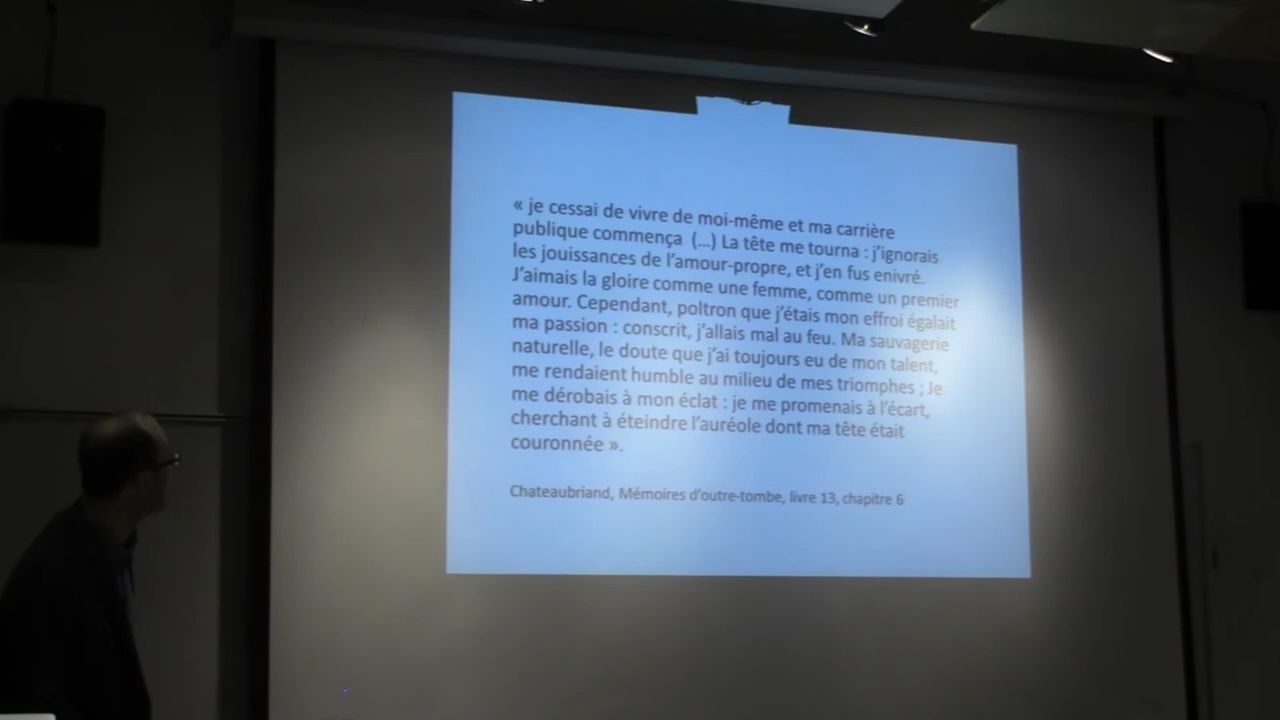 « je cessai de vivre de moi-même et ma carrière
publique commença (...) La tête me tourna : j'ignorais
les jouissances de l'amour-propre, et j'en fus enivré.
J'aimais la gloire comme une femme, comme un premier
amour. Cependant, poltron que j'étais mon effroi égalait
ma passion : conscrit, j'allais mal au feu. Ma sauvagerie
naturelle, le doute que j'ai toujours eu de mon talent,
me rendaient humble au milieu de mes triomphes ; Je
me dérobais à mon éclat : je me promenais à l'écart,
cherchant à éteindre l'auréole dont ma tête était
couronnée ».
Chateaubriand, Mémoires d'outre-tombe, livre 13, chapitre 6